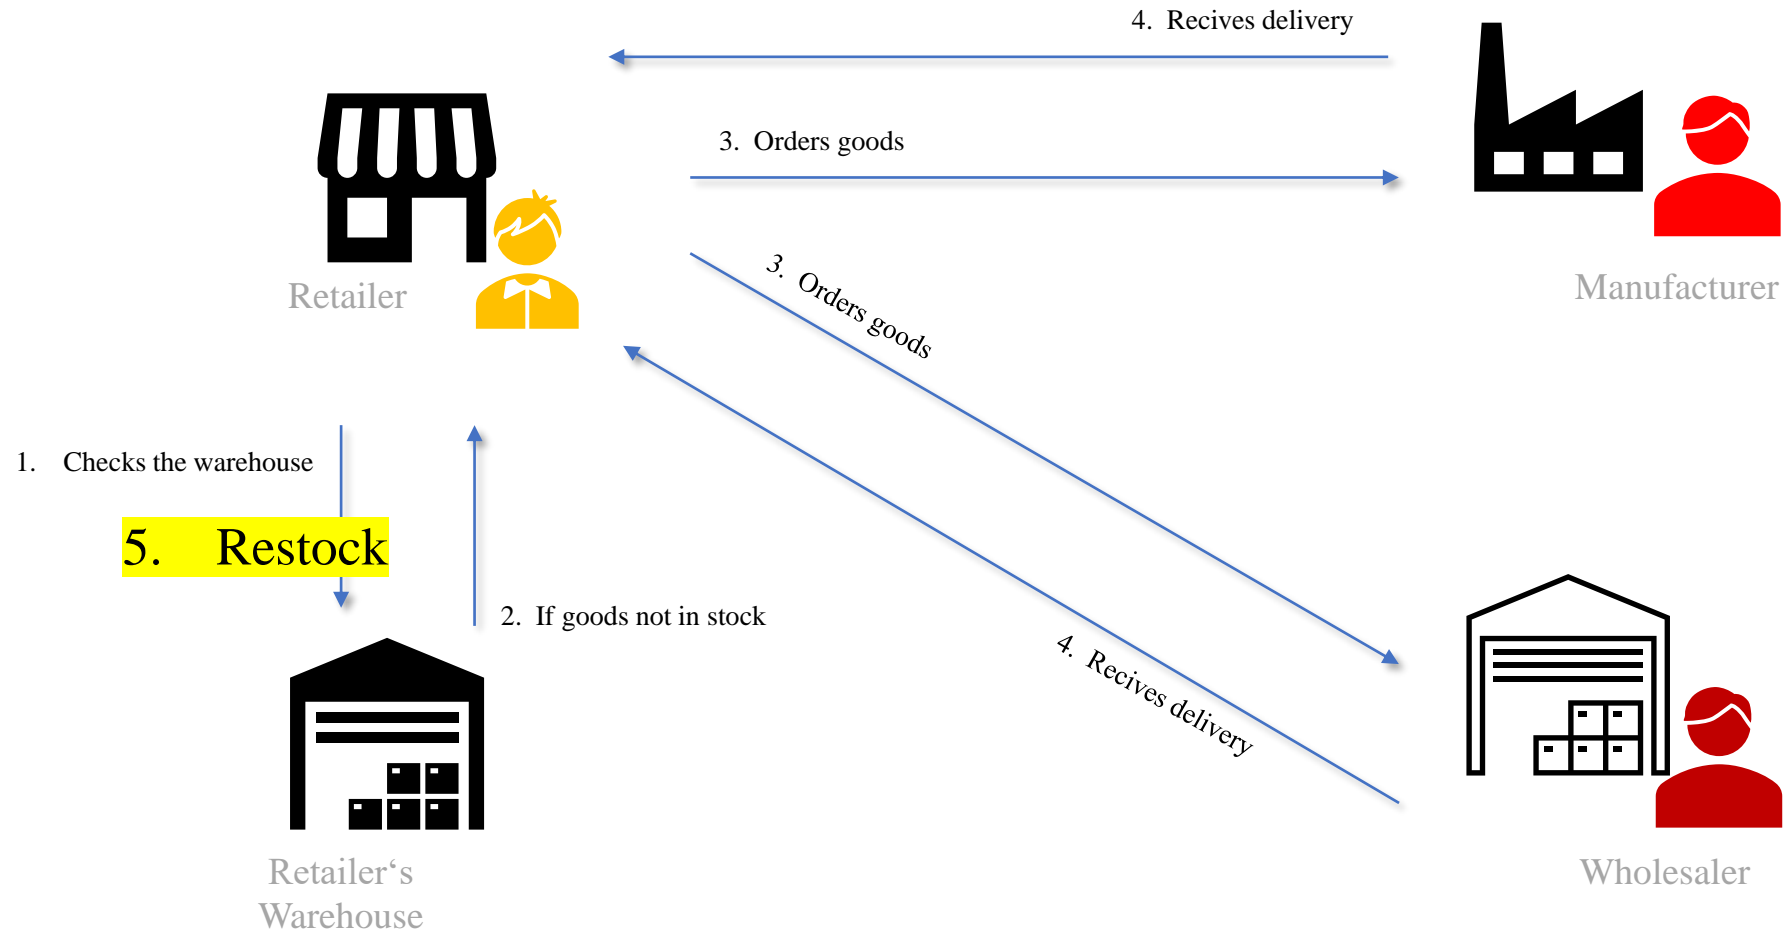 4. Recives delivery
3. Orders goods
Retailer
Manufacturer
3. Orders goods
1. Checks the warehouse
5. Restock
2. If goods not in stock
4. Recives delivery
Retailer‘s
Warehouse
Wholesaler